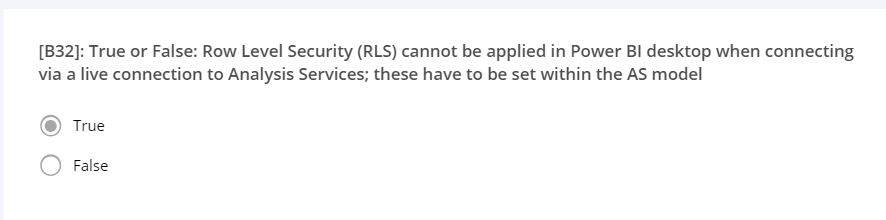 [B32]: True or False: Row Level Security (RLS) cannot be applied in Power BI desktop when connecting
via a live connection to Analysis Services; these have to be set within the AS model
True
False